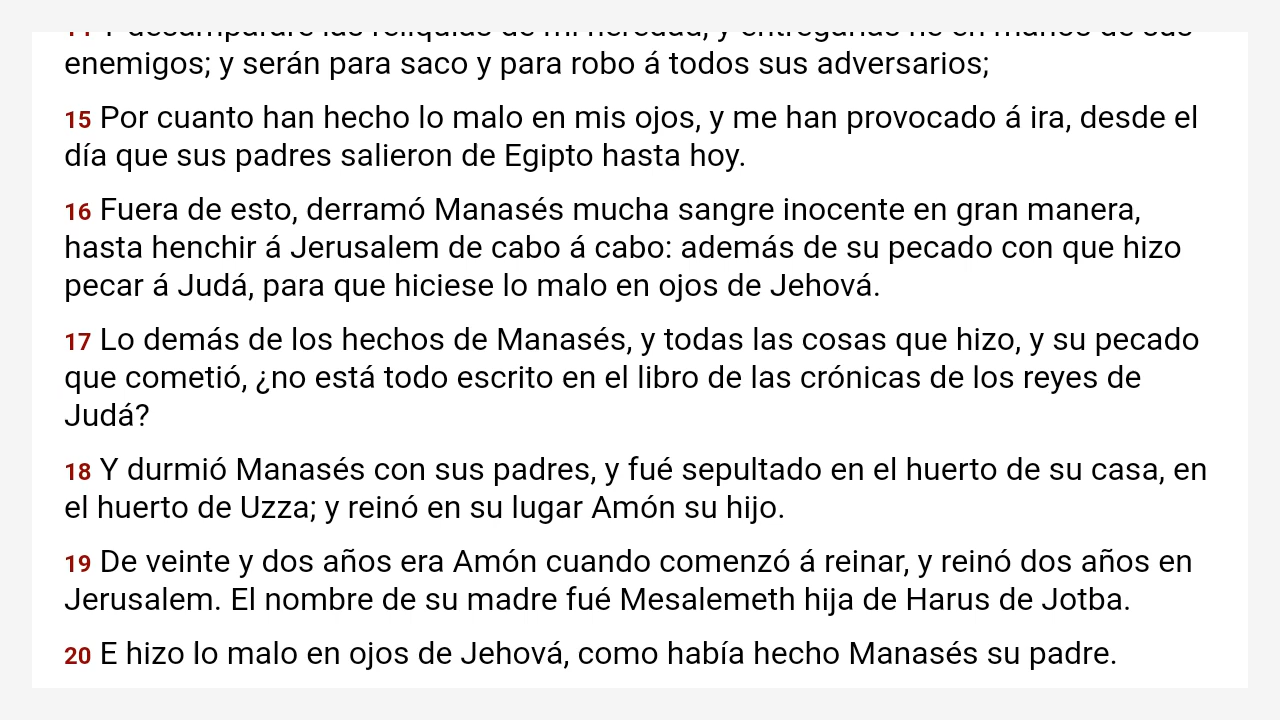 enemigos; y serán para saco y para robo á todos sus adversarios;
15 Por cuanto han hecho lo malo en mis ojos, y me han provocado á ira, desde el
día que sus padres salieron de Egipto hasta hoy.
16 Fuera de esto, derramó Manasés mucha sangre inocente en gran manera,
hasta henchir á Jerusalem de cabo á cabo: además de su pecado con que hizo
pecar á Judá, para que hiciese lo malo en ojos de Jehová.
17 Lo demás de los hechos de Manasés, y todas las cosas que hizo, y su pecado
que cometió, ¿no está todo escrito en el libro de las crónicas de los reyes de
Judá?
18 Y durmió Manasés con sus padres, y fué sepultado en el huerto de su casa, en
el huerto de Uzza; y reinó en su lugar Amón su hijo.
19 De veinte y dos años era Amón cuando comenzó á reinar, y reinó dos años en
Jerusalem. El nombre de su madre fué Mesalemeth hija de Harus de Jotba.
20 E hizo lo malo en ojos de Jehová, como había hecho Manasés su padre.